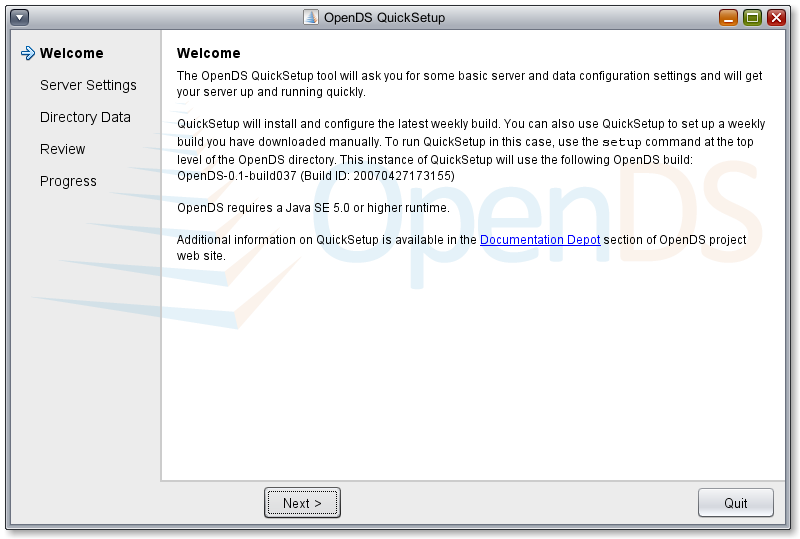 OpenDS QuickSetup
Welcome
Server Settings
Directory Data
Review
Progress
Welcome
The OpenDS QuickSetup tool will ask you for some basic server and data configuration settings and will get
your server up and running quickly.
QuickSetup will install and configure the latest weekly build. You can also use QuickSetup to set up a weekly
build you have downloaded manually. To run QuickSetup in this case, use the setup command at the top
level of the OpenDS directory. This instance of QuickSetup will use the following OpenDS build:
OpenDS-0.1-build037 (Build ID: 20070427173155)
OpenDS requires a Java SE 5.0 or higher runtime.
Additional information on QuickSetup is available in the Documentation Depot section of OpenDS project
web site.
OpenDS
Next >
Quit